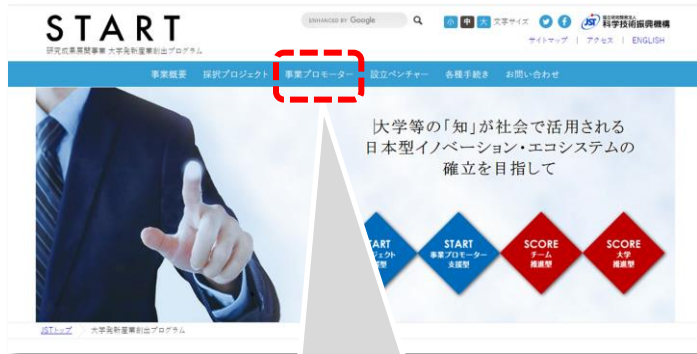 START
研究成果展開事業 大学発新産業創出プログラム
ENHANCED BY Google
小 中 大 文字サイズ
JST 国立研究開発法人 科学技術振興機構
サイトマップ | アクセス | ENGLISH
事業概要 採択プロジェクト 事業プロモーター 設立ベンチャー 各種手続き お問い合わせ
大学等の「知」が社会で活用される
日本型イノベーション・エコシステムの
確立を目指して
START
事業プロモーター
支援型
SCORE
チーム
推進型
SCORE
大学
推進型
JSTトップ 大学発新産業創出プログラム